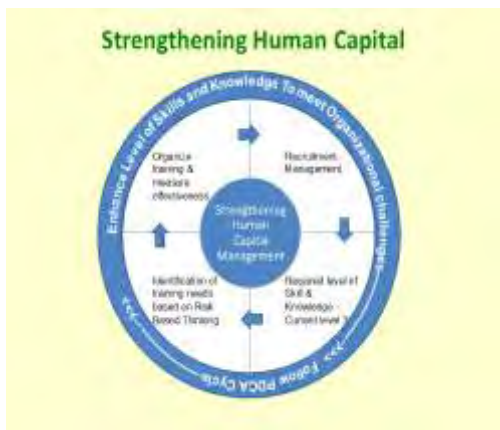 Strengthening Human Capital
Enhance Level of Skills and Knowledge To meet Organizational challenges
Organize
training &
measure
effectiveness
Recruitment
Management
Strengthening
Human
Capital
Management
Identification of
training needs
based on Risk
Based Thinking
Required level of
Skill &
Knowledge -
Current level
Follow PDCA Cycle